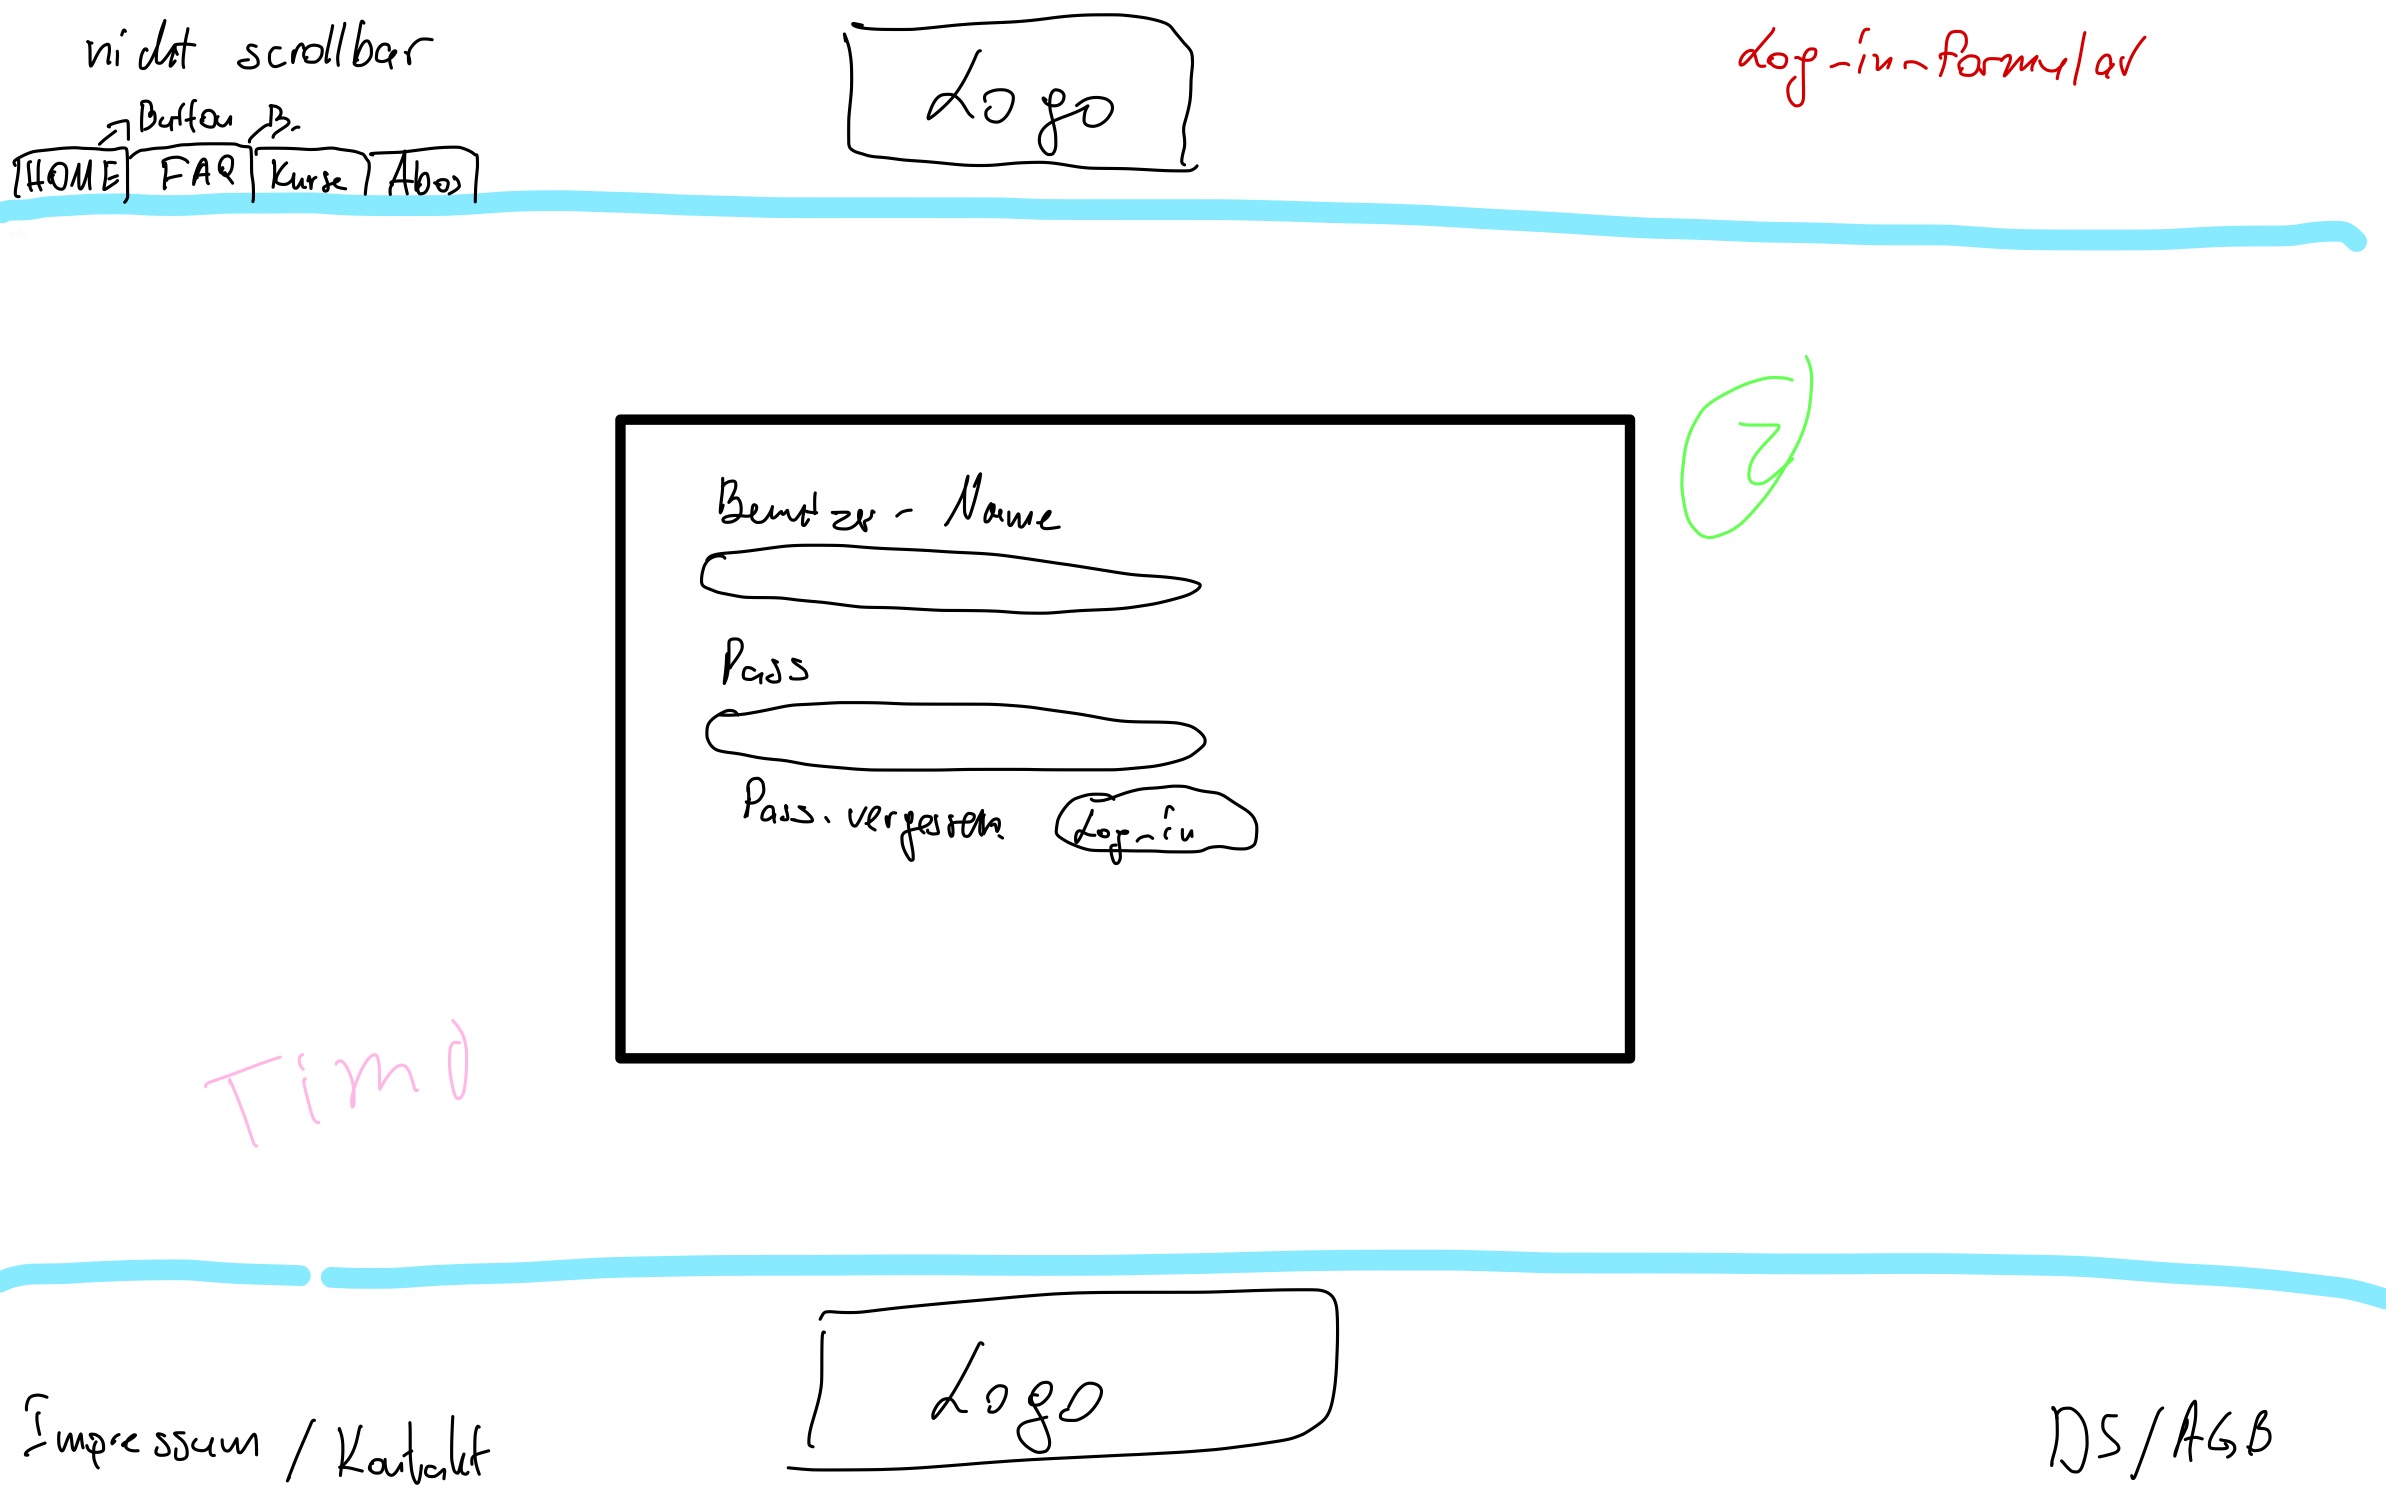 nicht scrollbar
Logo
Log-in-formular
Button
HOME FAQ Kurse Abos
2
Benutzer-Name
Pass
Pass. vergessen Log-in
Timo
Logo
Impressum / Kontakt
DS/AGB